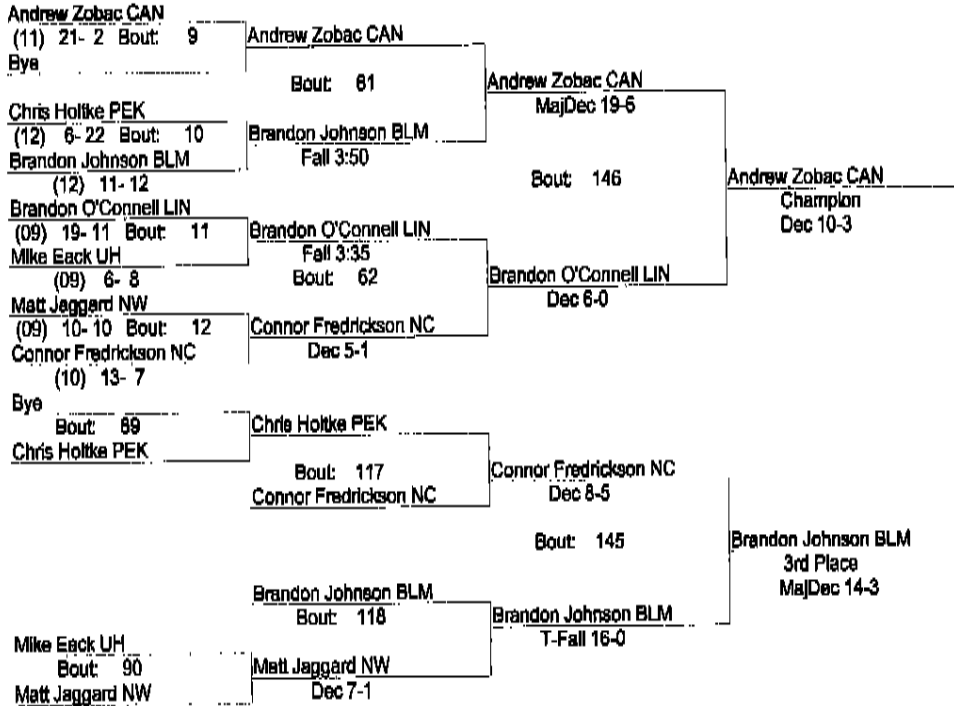 Andrew Zobac CAN
(11) 21- 2 Bout: 9
Bye
Andrew Zobac CAN
Bout: 61
Chris Holtke PEK
(12) 6- 22 Bout: 10
Brandon Johnson BLM
(12) 11- 12
Brandon Johnson BLM
Fall 3:50
Andrew Zobac CAN
MajDec 19-6
Bout: 146
Brandon O'Connell LIN
(09) 19- 11 Bout: 11
Mike Eack UH
(09) 6- 8
Brandon O'Connell LIN
Fall 3:35
Bout: 62
Matt Jaggard NW
(09) 10- 10 Bout: 12
Connor Fredrickson NC
(10) 13- 7
Connor Fredrickson NC
Dec 5-1
Brandon O'Connell LIN
Dec 6-0
Andrew Zobac CAN
Champion
Dec 10-3
Bye
Bout: 89
Chris Holtke PEK
Chris Holtke PEK
Bout: 117
Connor Fredrickson NC
Connor Fredrickson NC
Dec 8-5
Bout: 145
Brandon Johnson BLM
Bout: 118
Mike Eack UH
Bout: 90
Matt Jaggard NW
Matt Jaggard NW
Dec 7-1
Brandon Johnson BLM
T-Fall 16-0
Brandon Johnson BLM
3rd Place
MajDec 14-3